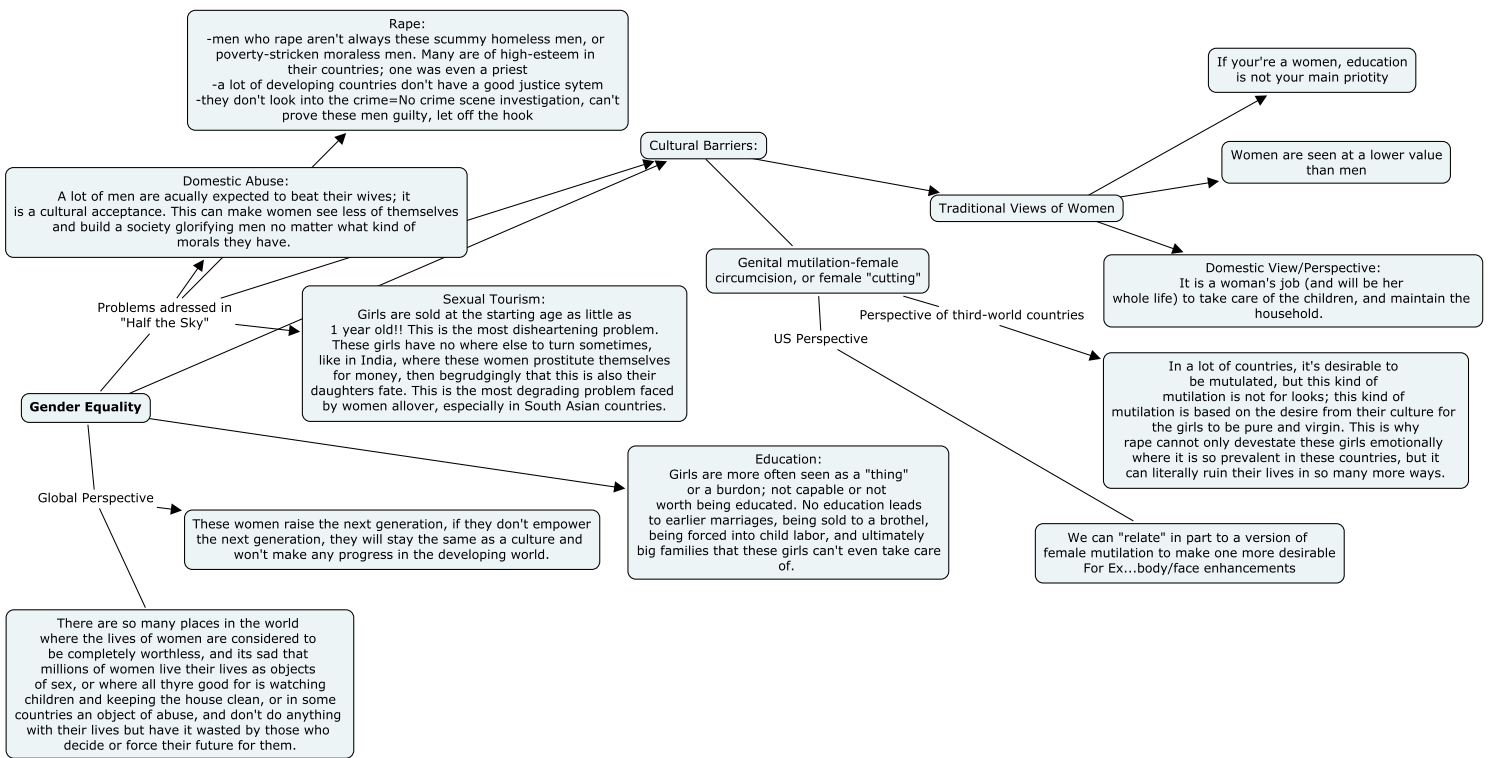 Rape:
-men who rape aren't always these scummy homeless men, or
poverty-stricken moraless men. Many are of high-esteem in
their countries; one was even a priest
-a lot of developing countries don't have a good justice sytem
-they don't look into the crime=No crime scene investigation, can't
prove these men guilty, let off the hook
If your're a women, education
is not your main priotity
Cultural Barriers:
Women are seen at a lower value
than men
Domestic Abuse:
A lot of men are acually expected to beat their wives; it
is a cultural acceptance. This can make women see less of themselves
and build a society glorifying men no matter what kind of
morals they have.
Traditional Views of Women
Genital mutilation-female
circumcision, or female "cutting"
Domestic View/Perspective:
It is a woman's job (and will be her
whole life) to take care of the children, and maintain the
household.
Problems adressed in
"Half the Sky"
Sexual Tourism:
Girls are sold at the starting age as little as
1 year old!! This is the most disheartening problem.
These girls have no where else to turn sometimes,
like in India, where these women prostitute themselves
for money, then begrudgingly that this is also their
daughters fate. This is the most degrading problem faced
by women allover, especially in South Asian countries.
Perspective of third-world countries
US Perspective
In a lot of countries, it's desirable to
be mutulated, but this kind of
mutilation is not for looks; this kind of
mutilation is based on the desire from their culture for
the girls to be pure and virgin. This is why
rape cannot only devestate these girls emotionally
where it is so prevalent in these countries, but it
can literally ruin their lives in so many more ways.
Gender Equality
Education:
Girls are more often seen as a "thing"
or a burdon; not capable or not
worth being educated. No education leads
to earlier marriages, being sold to a brothel,
being forced into child labor, and ultimately
big families that these girls can't even take care
of.
Global Perspective
These women raise the next generation, if they don't empower
the next generation, they will stay the same as a culture and
won't make any progress in the developing world.
We can "relate" in part to a version of
female mutilation to make one more desirable
For Ex...body/face enhancements
There are so many places in the world
where the lives of women are considered to
be completely worthless, and its sad that
millions of women live their lives as objects
of sex, or where all thyre good for is watching
children and keeping the house clean, or in some
countries an object of abuse, and don't do anything
with their lives but have it wasted by those who
decide or force their future for them.